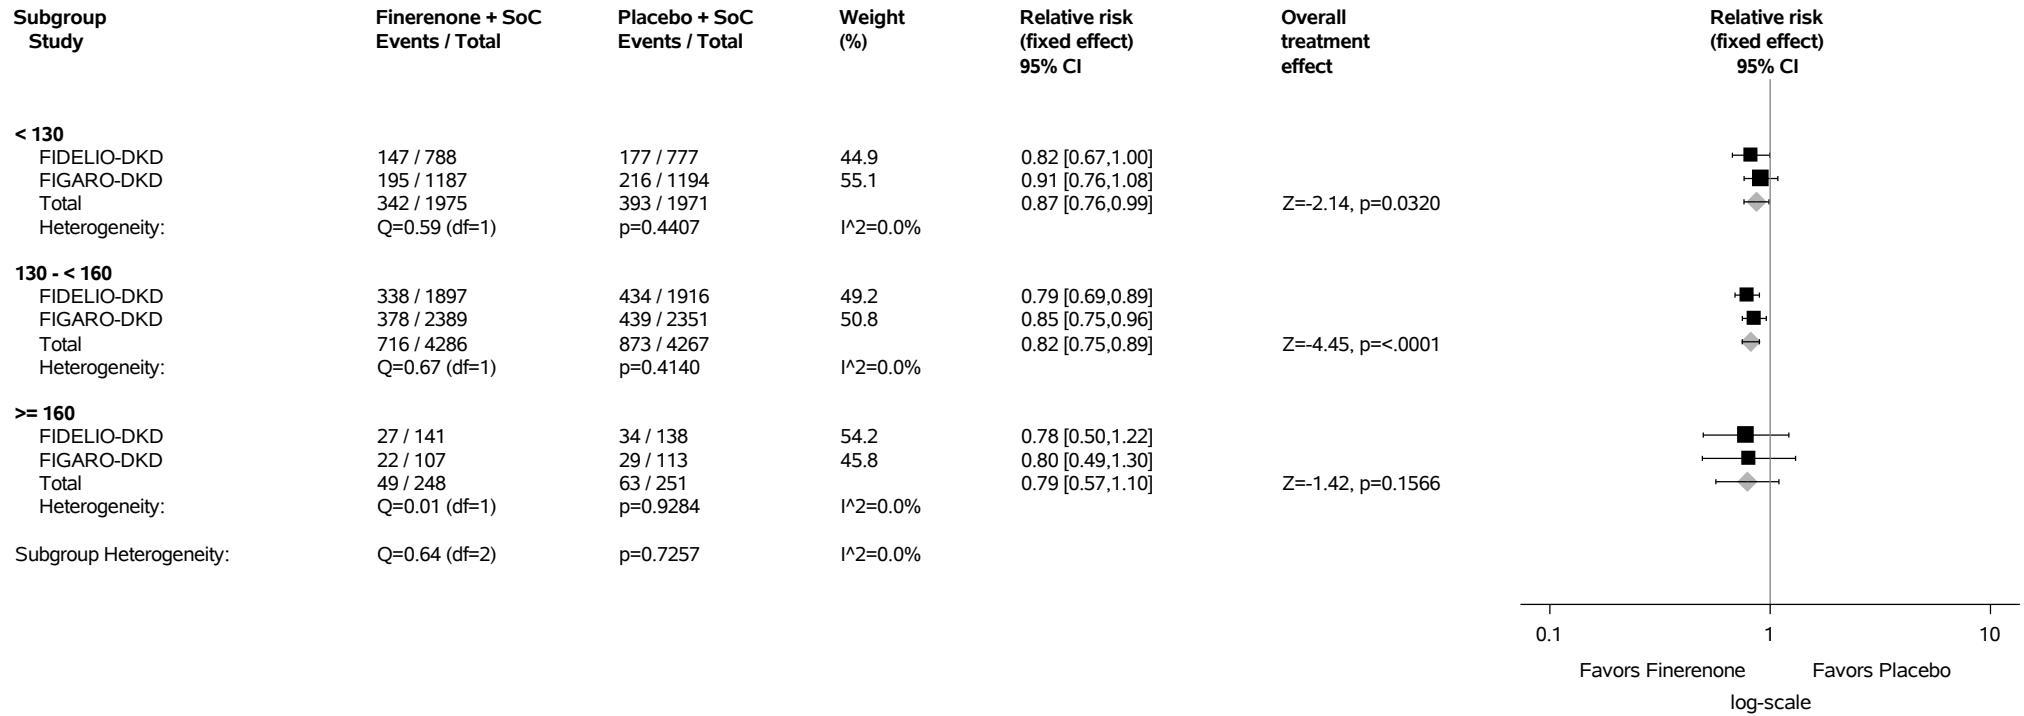 Subgroup Finerenone + SoC Placebo + SoC Weight Relative risk Overall Relative risk
Study Events / Total Events / Total (%) (fixed effect) treatment (fixed effect)
95% CI effect 95% CI
< 130
FIDELIO-DKD 147 / 788 177 / 777 44.9 0.82 [0.67,1.00]
FIGARO-DKD 195 / 1187 216 / 1194 55.1 0.91 [0.76,1.08]
Total 342 / 1975 393 / 1971 0.87 [0.76,0.99] Z=-2.14, p=0.0320
Heterogeneity: Q=0.59 (df=1) p=0.4407 I^2=0.0%
130 - < 160
FIDELIO-DKD 338 / 1897 434 / 1916 49.2 0.79 [0.69,0.89]
FIGARO-DKD 378 / 2389 439 / 2351 50.8 0.85 [0.75,0.96]
Total 716 / 4286 873 / 4267 0.82 [0.75,0.89] Z=-4.45, p=<.0001
Heterogeneity: Q=0.67 (df=1) p=0.4140 I^2=0.0%
>= 160
FIDELIO-DKD 27 / 141 34 / 138 54.2 0.78 [0.50,1.22]
FIGARO-DKD 22 / 107 29 / 113 45.8 0.80 [0.49,1.30]
Total 49 / 248 63 / 251 0.79 [0.57,1.10] Z=-1.42, p=0.1566
Heterogeneity: Q=0.01 (df=1) p=0.9284 I^2=0.0%
Subgroup Heterogeneity: Q=0.64 (df=2) p=0.7257 I^2=0.0%
0.1 1 10
Favors Finerenone Favors Placebo
log-scale